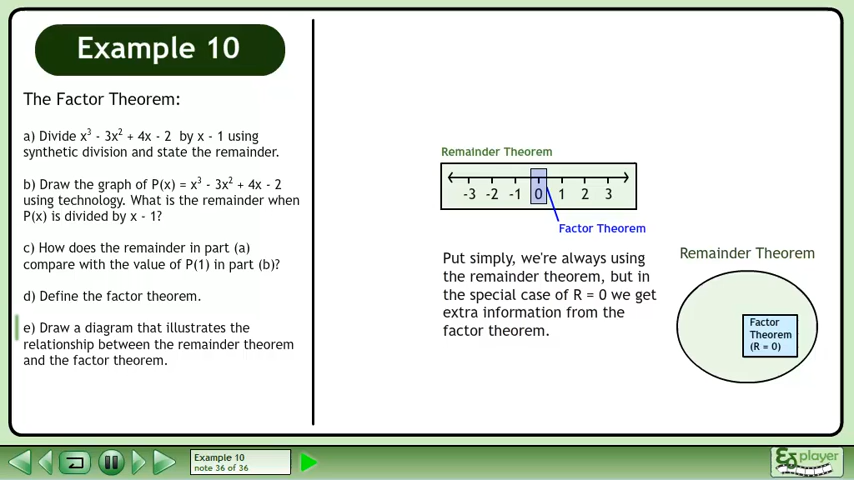 Example 10
The Factor Theorem:
a) Divide x³ - 3x² + 4x - 2 by x - 1 using
synthetic division and state the remainder.
b) Draw the graph of P(x) = x³ - 3x² + 4x - 2
using technology. What is the remainder when
P(x) is divided by x - 1?
c) How does the remainder in part (a)
compare with the value of P(1) in part (b)?
d) Define the factor theorem.
e) Draw a diagram that illustrates the
relationship between the remainder theorem
and the factor theorem.
Remainder Theorem
-3 -2 -1 0 1 2 3
Factor Theorem
Put simply, we're always using
the remainder theorem, but in
the special case of R = 0 we get
extra information from the
factor theorem.
Remainder Theorem
Factor
Theorem
(R = 0)
Example 10
note 36 of 36
player